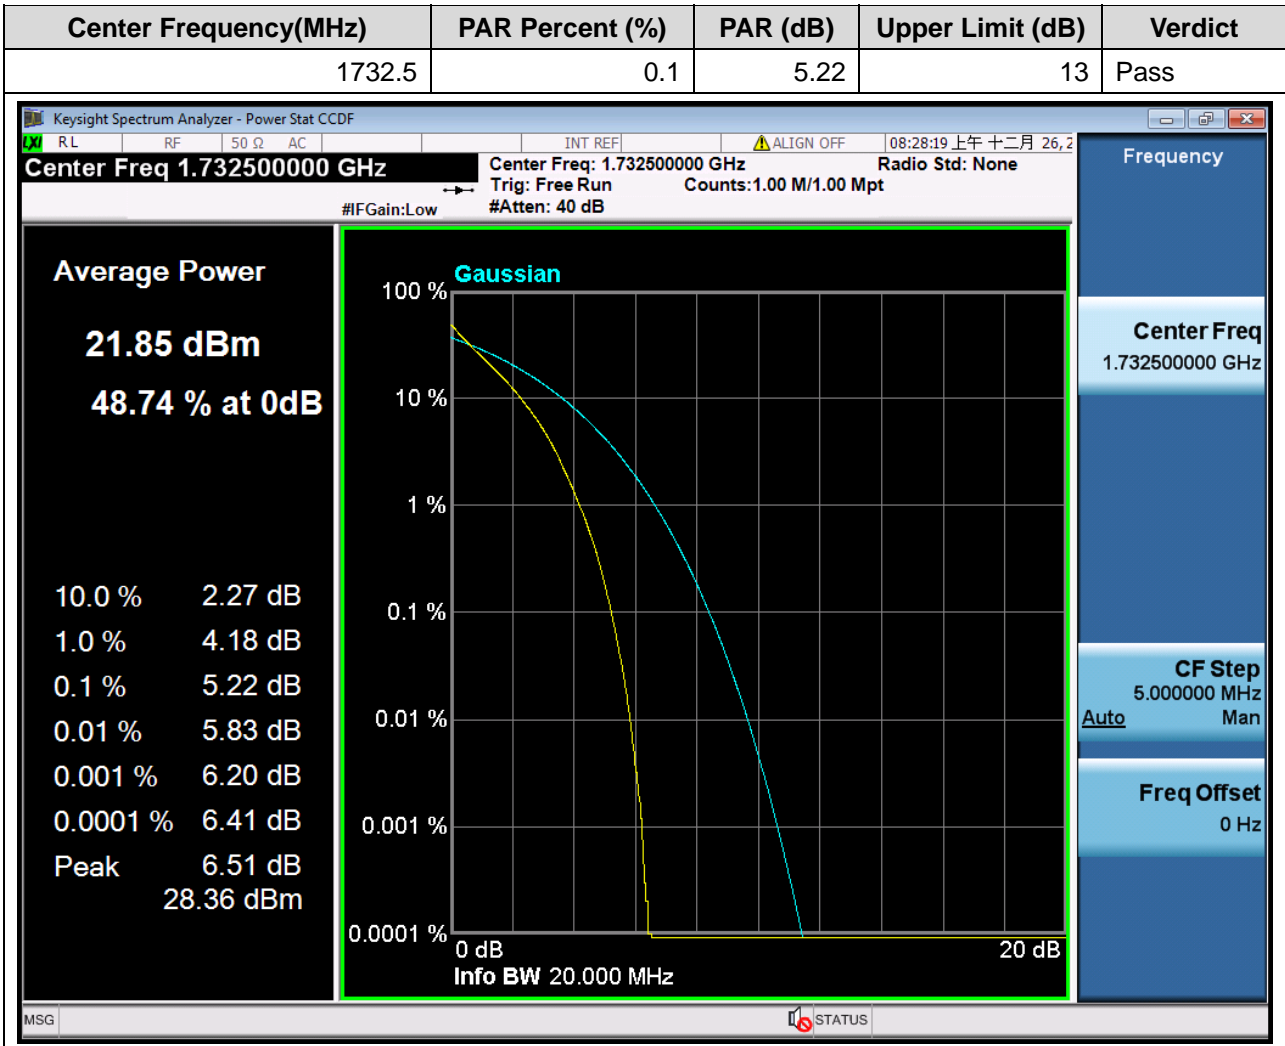 Center Frequency(MHz) PAR Percent (%) PAR (dB) Upper Limit (dB) Verdict
1732.5 0.1 5.22 13 Pass
Keysight Spectrum Analyzer - Power Stat CCDF
LXI RL RF 50 Ω AC INT REF ALIGN OFF 08:28:19 上午 十二月 26, 2
Center Freq 1.732500000 GHz
Center Freq: 1.732500000 GHz Radio Std: None
Trig: Free Run Counts:1.00 M/1.00 Mpt
#IFGain:Low #Atten: 40 dB
Average Power
21.85 dBm
48.74 % at 0dB
10.0 % 2.27 dB
1.0 % 4.18 dB
0.1 % 5.22 dB
0.01 % 5.83 dB
0.001 % 6.20 dB
0.0001 % 6.41 dB
Peak 6.51 dB
28.36 dBm
Gaussian
100 %
10 %
1 %
0.1 %
0.01 %
0.001 %
0.0001 %
0 dB 20 dB
Info BW 20.000 MHz
Frequency
Center Freq
1.732500000 GHz
CF Step
5.000000 MHz
Auto Man
Freq Offset
0 Hz
MSG STATUS